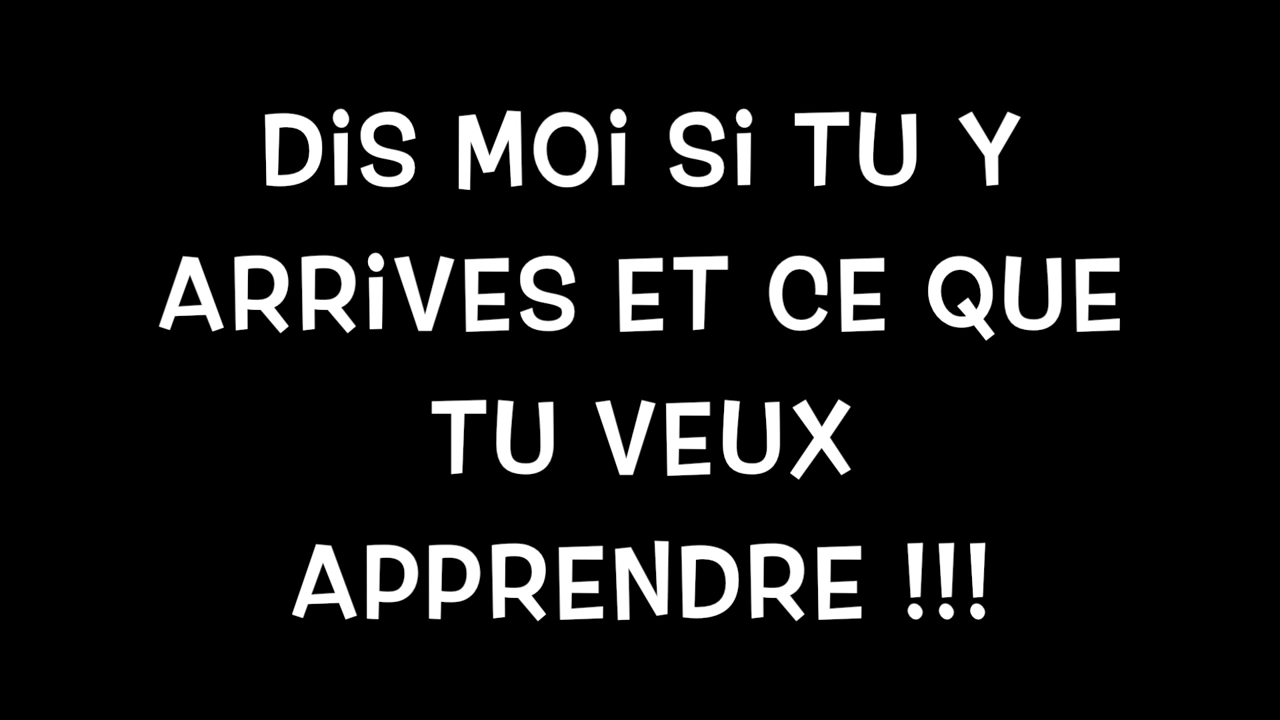 DiS MOi Si TU Y
ARRiVES ET CE QUE
TU VEUX
APPRENDRE !!!